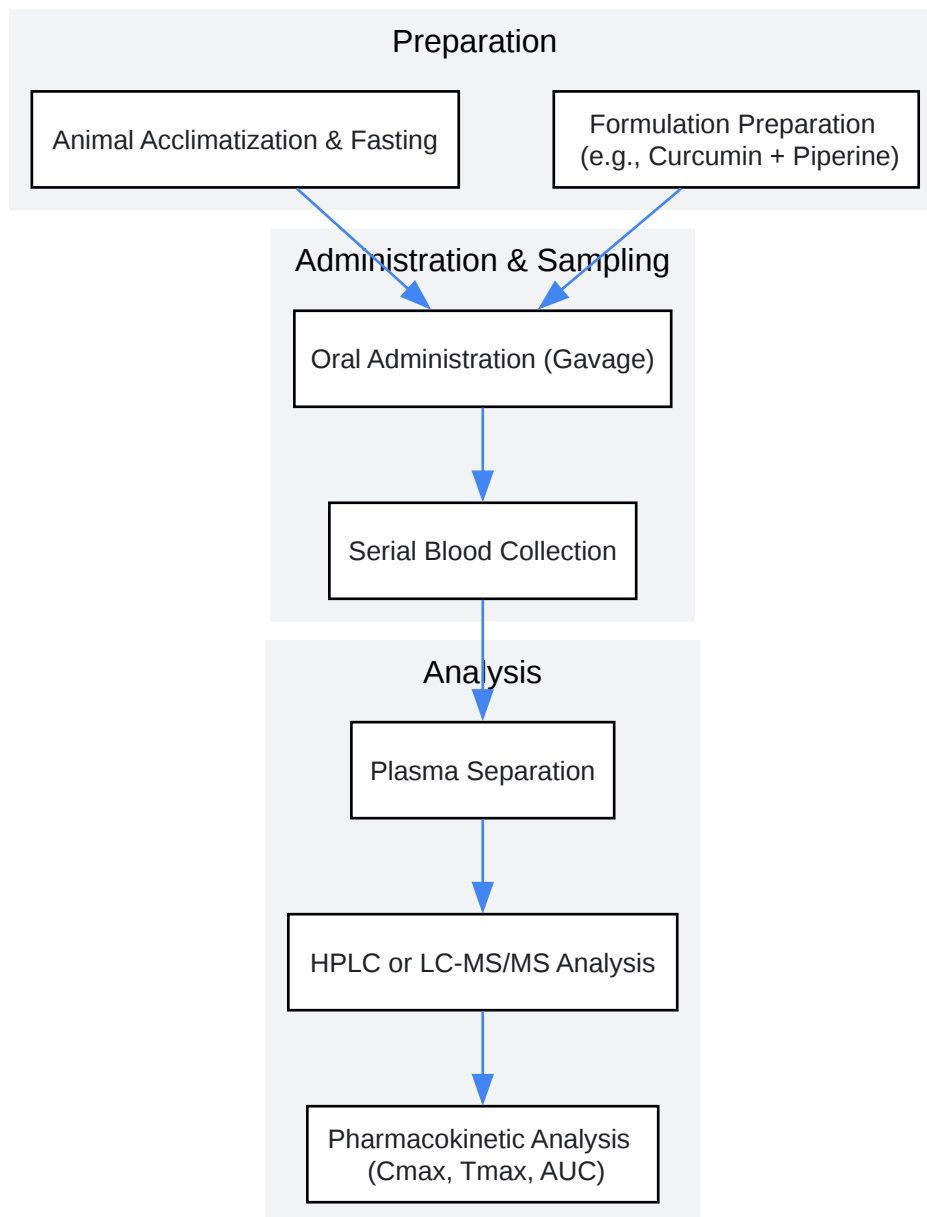 Preparation
Animal Acclimatization & Fasting
Formulation Preparation
(e.g., Curcumin + Piperine)
Administration & Sampling
Oral Administration (Gavage)
Serial Blood Collection
Analysis
Plasma Separation
HPLC or LC-MS/MS Analysis
Pharmacokinetic Analysis
(Cmax, Tmax, AUC)